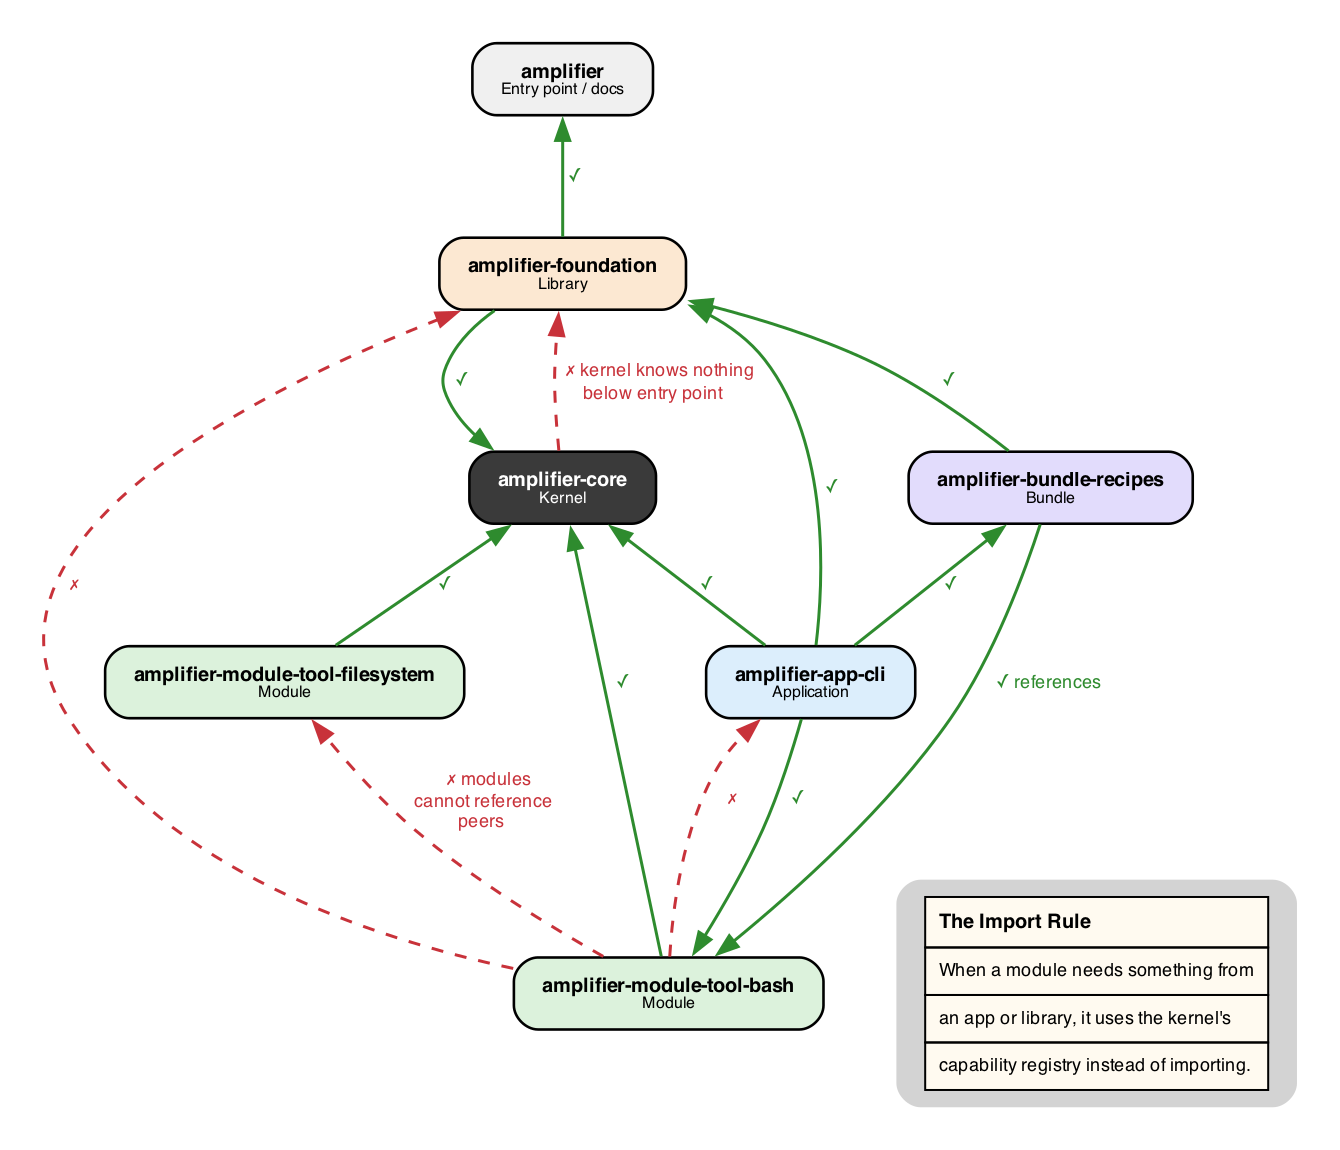 amplifier
Entry point / docs
✓
amplifier-foundation
Library
✗ kernel knows nothing
below entry point
✓
✓
amplifier-core
Kernel
amplifier-bundle-recipes
Bundle
✓
✗
✓
✓
✓
amplifier-module-tool-filesystem
Module
✓
amplifier-app-cli
Application
✓ references
✗ modules
cannot reference
peers
✗
✓
amplifier-module-tool-bash
Module
The Import Rule
When a module needs something from
an app or library, it uses the kernel's
capability registry instead of importing.